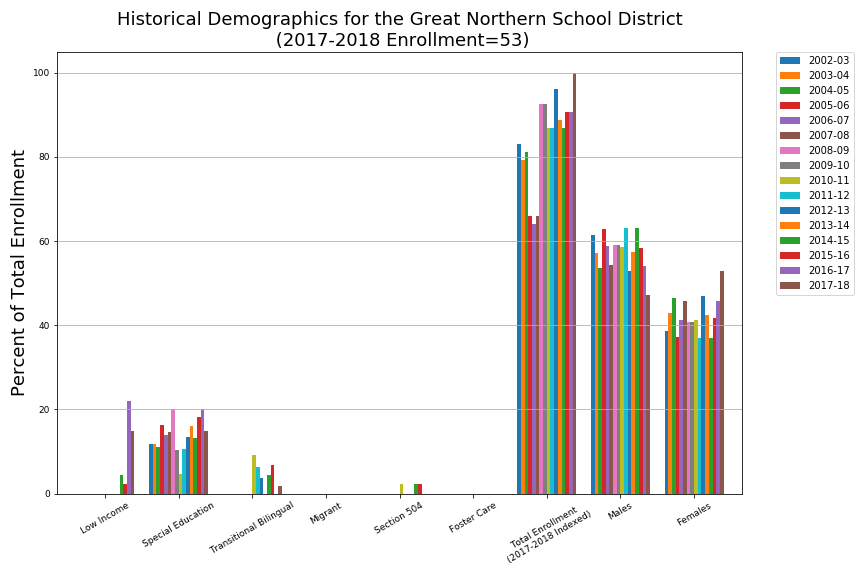 Historical Demographics for the Great Northern School District
(2017-2018 Enrollment=53)
Percent of Total Enrollment
100
80
60
40
20
0
Low Income
Special Education
Transitional Bilingual
Migrant
Section 504
Foster Care
Total Enrollment
(2017-2018 Indexed)
Males
Females
2002-03
2003-04
2004-05
2005-06
2006-07
2007-08
2008-09
2009-10
2010-11
2011-12
2012-13
2013-14
2014-15
2015-16
2016-17
2017-18